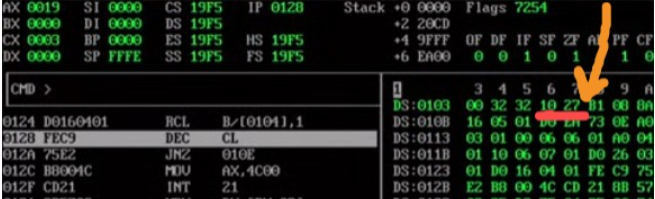 AX 0019 SI 0000 CS 19F5 IP 0128 Stack +0 0000 Flags 7254
BX 0000 DI 0000 DS 19F5 +2 20CD
CX 0003 BP 0000 ES 19F5 HS 19F5 +4 9FFF OF DF IF SF ZF AF PF CF
DX 0000 SP FFFE SS 19F5 FS 19F5 +6 EA00 0 0 1 0 1 1 0
CMD > 1 3 4 5 6 7 8 9 A
DS:0103 00 32 32 10 27 B1 08 8A
0124 D0160401 RCL B/[0104],1 DS:010B 16 05 01 D0 EA 73 0E A0
0128 FEC9 DEC CL DS:0113 03 01 00 06 06 01 A0 04
012A 75E2 JNZ 010E DS:011B 01 10 06 07 01 D0 26 03
012C B8004C MOV AX,4C00 DS:0123 01 D0 16 04 01 FE C9 75
012F CD21 INT 21 DS:012B E2 B8 00 4C CD 21 8B 57